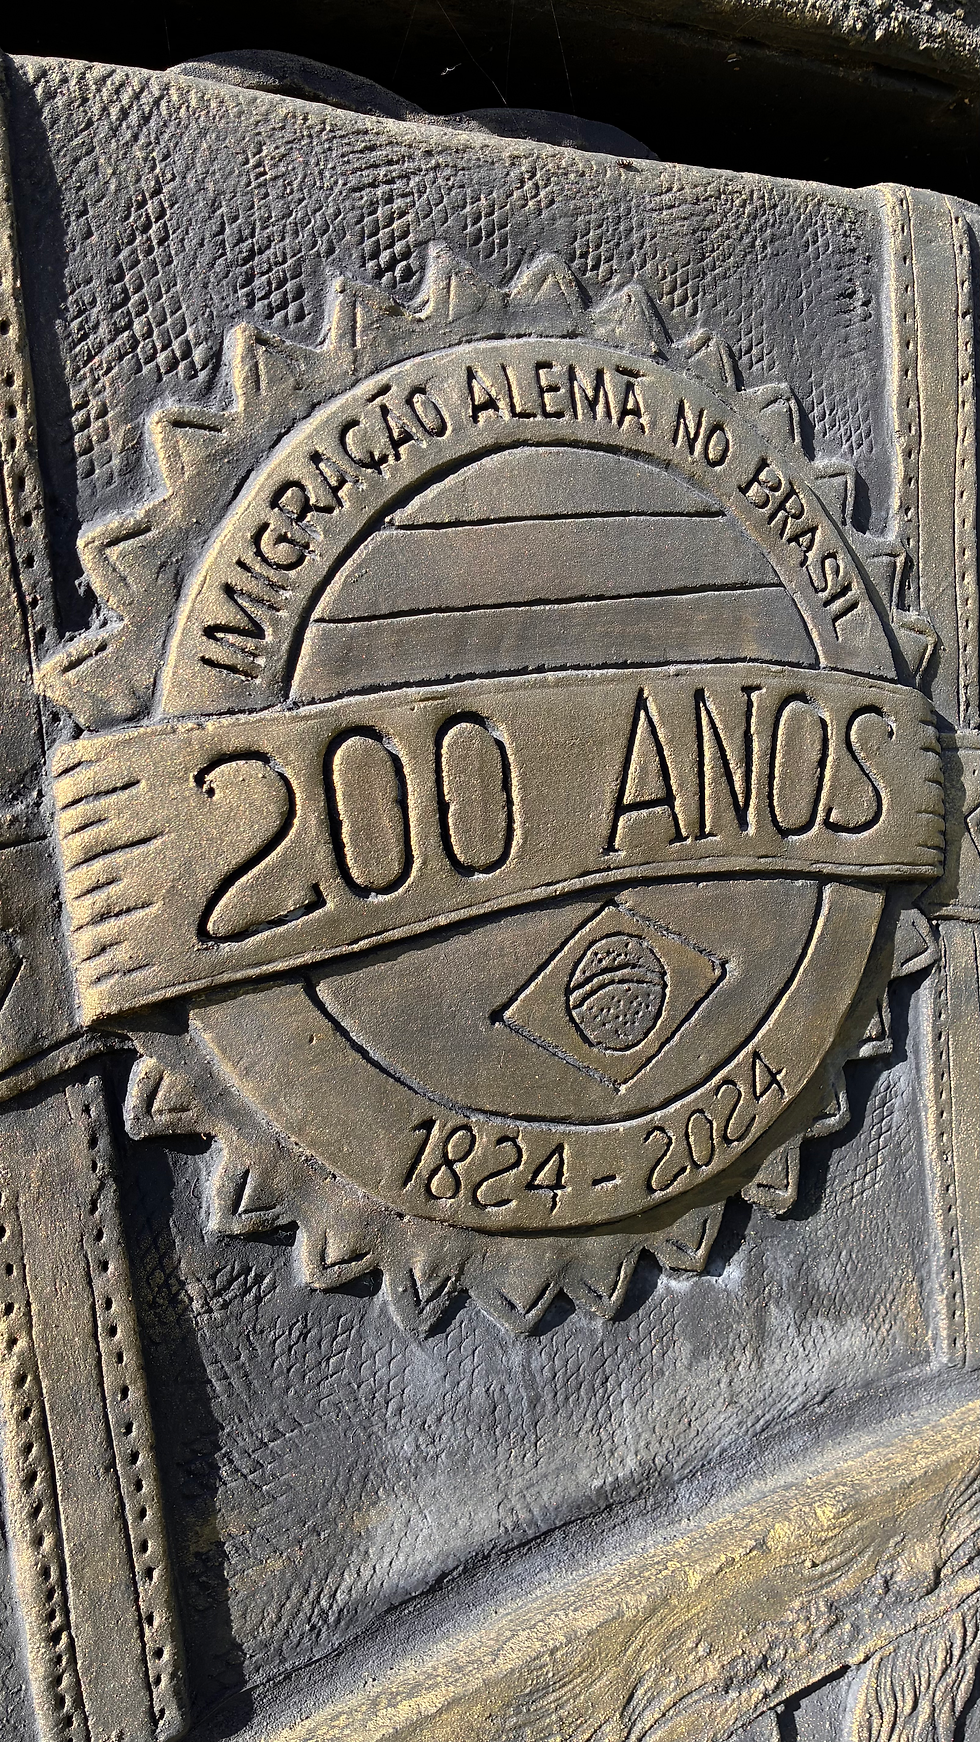 IMIGRAÇÃO ALEMÃ NO BRASIL
200 ANOS
1824 - 2024